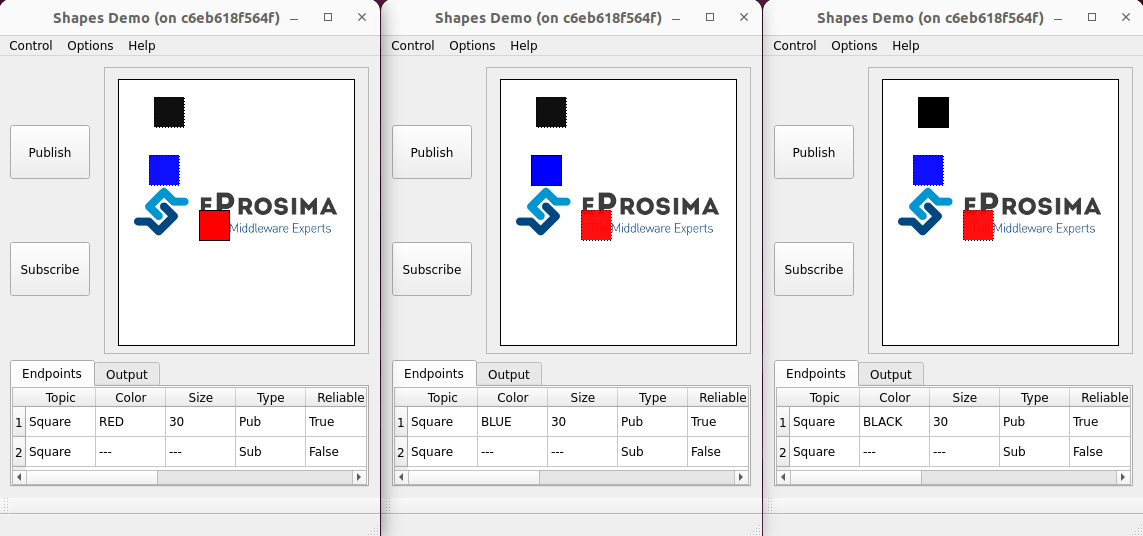 Shapes Demo (on c6eb618f564f)
Control Options Help
Publish
Subscribe
EPROSIMA
Middleware Experts
Endpoints Output
Topic Color Size Type Reliable
1 Square RED 30 Pub True
2 Square --- --- Sub False
Shapes Demo (on c6eb618f564f)
Control Options Help
Publish
Subscribe
EPROSIMA
The Middleware Experts
Endpoints Output
Topic Color Size Type Reliable
1 Square BLUE 30 Pub True
2 Square --- --- Sub False
Shapes Demo (on c6eb618f564f)
Control Options Help
Publish
Subscribe
EPROSIMA
The Middleware Experts
Endpoints Output
Topic Color Size Type Reliable
1 Square BLACK 30 Pub True
2 Square --- --- Sub False